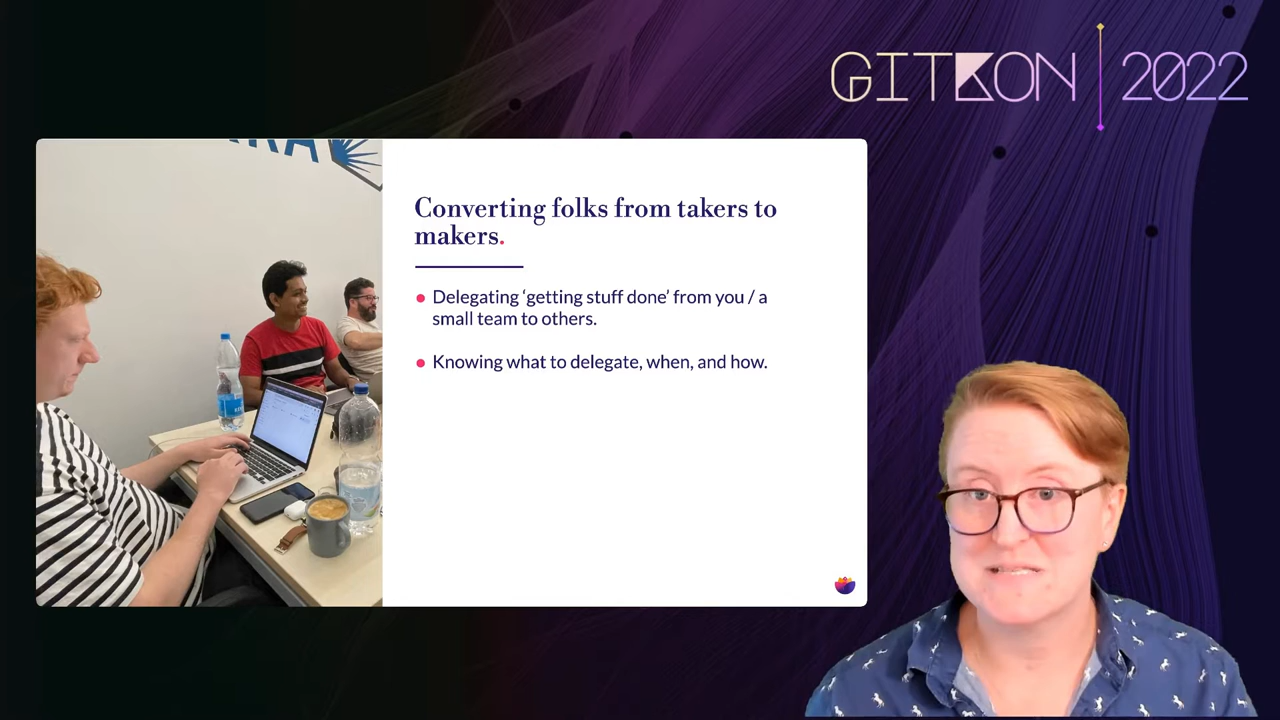 GITKON 2022
Converting folks from takers to
makers.
Delegating ‘getting stuff done’ from you / a
small team to others.
Knowing what to delegate, when, and how.